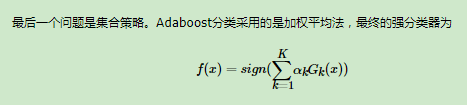 最后一个问题是集合策略。Adaboost分类采用的是加权平均法，最终的强分类器为
f(x) = sign(∑_{k=1}^{K} α_k G_k(x))